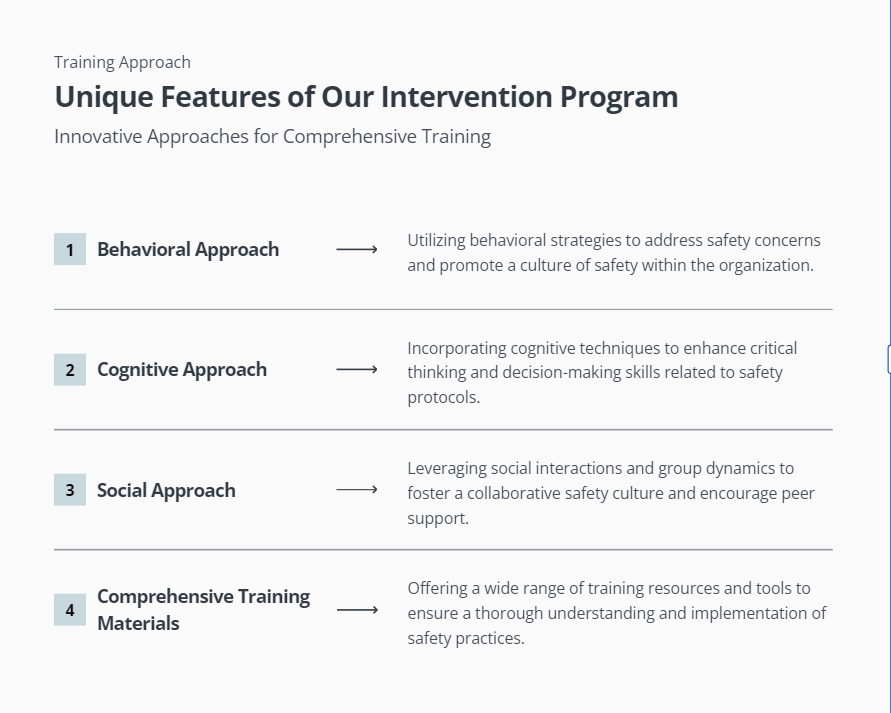 Training Approach
Unique Features of Our Intervention Program
Innovative Approaches for Comprehensive Training
1 Behavioral Approach
Utilizing behavioral strategies to address safety concerns
and promote a culture of safety within the organization.
2 Cognitive Approach
Incorporating cognitive techniques to enhance critical
thinking and decision-making skills related to safety
protocols.
3 Social Approach
Leveraging social interactions and group dynamics to
foster a collaborative safety culture and encourage peer
support.
4 Comprehensive Training
Materials
Offering a wide range of training resources and tools to
ensure a thorough understanding and implementation of
safety practices.